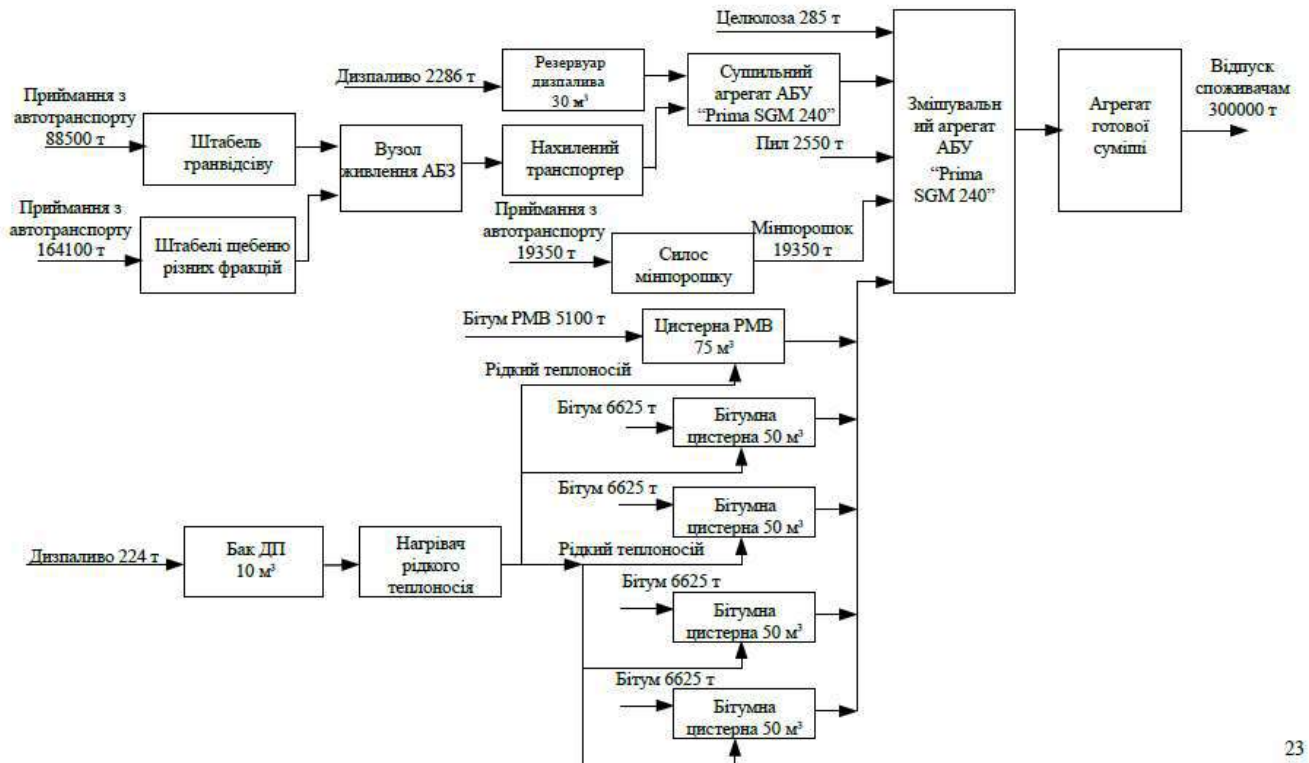 Целюлоза 285 т
Дизпаливо 2286 т
Резервуар
дизпалива
30 м³
Сушильний
агрегат АБУ
“Prima SGM 240”
Змішувальн
ий агрегат
АБУ
“Prima
SGM 240”
Агрегат
готової
суміші
Відпуск
споживачам
300000 т
Приймання з
автотранспорту
88500 т
Штабель
гранвідсіву
Вузол
живлення АБЗ
Нахилений
транспортер
Пил 2550 т
Приймання з
автотранспорту
164100 т
Штабелі щебеню
різних фракцій
Приймання з
автотранспорту
19350 т
Силос
мінпорошку
Мінпорошок
19350 т
Бітум РМВ 5100 т
Цистерна РМВ
75 м³
Рідкий теплоносій
Бітум 6625 т
Бітумна
цистерна 50 м³
Бітум 6625 т
Бітумна
цистерна 50 м³
Дизпаливо 224 т
Бак ДП
10 м³
Нагрівач
рідкого
теплоносія
Рідкий теплоносій
Бітум 6625 т
Бітумна
цистерна 50 м³
Бітум 6625 т
Бітумна
цистерна 50 м³
23